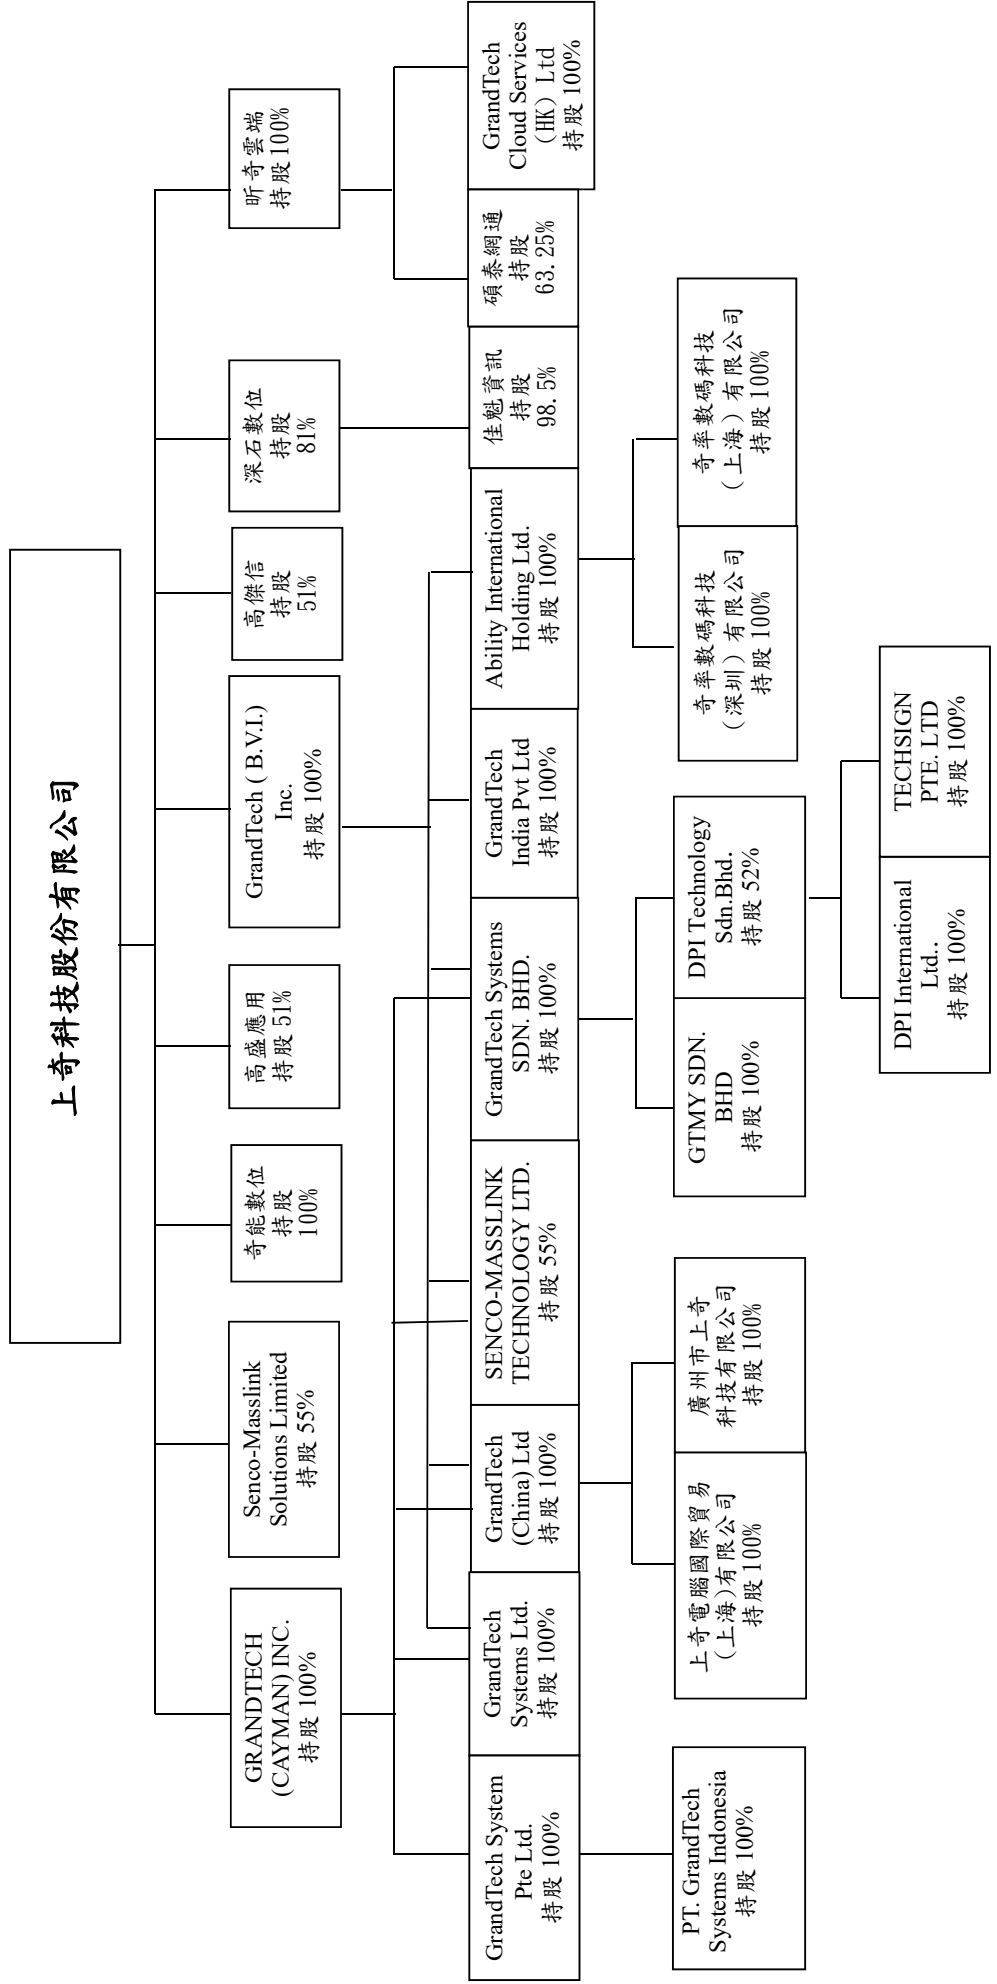 上奇科技股份有限公司
GRANDTECH
(CAYMAN) INC.
持股 100%
Senco-Masslink
Solutions Limited
持股 55%
奇能數位
持股
100%
高盛應用
持股 51%
GrandTech ( B.V.I.)
Inc.
持股 100%
高傑信
持股
51%
深石數位
持股
81%
昕奇雲端
持股100%
GrandTech System
Pte Ltd.
持股 100%
GrandTech
Systems Ltd.
持股 100%
GrandTech
(China) Ltd
持股 100%
SENCO-MASSLINK
TECHNOLOGY LTD.
持股 55%
GrandTech Systems
SDN. BHD.
持股 100%
GrandTech
India Pvt Ltd
持股 100%
Ability International
Holding Ltd.
持股 100%
佳魁資訊
持股
98.5%
碩泰網通
持股
63.25%
GrandTech
Cloud Services
(HK) Ltd
持股 100%
PT. GrandTech
Systems Indonesia
持股 100%
上奇電腦國際貿易
(上海)有限公司
持股 100%
廣州市上奇
科技有限公司
持股 100%
GTMY SDN.
BHD
持股 100%
DPI Technology
Sdn.Bhd.
持股 52%
奇率數碼科技
（深圳）有限公司
持股 100%
奇率數碼科技
（上海）有限公司
持股 100%
DPI International
Ltd..
持股 100%
TECHSIGN
PTE. LTD
持股 100%